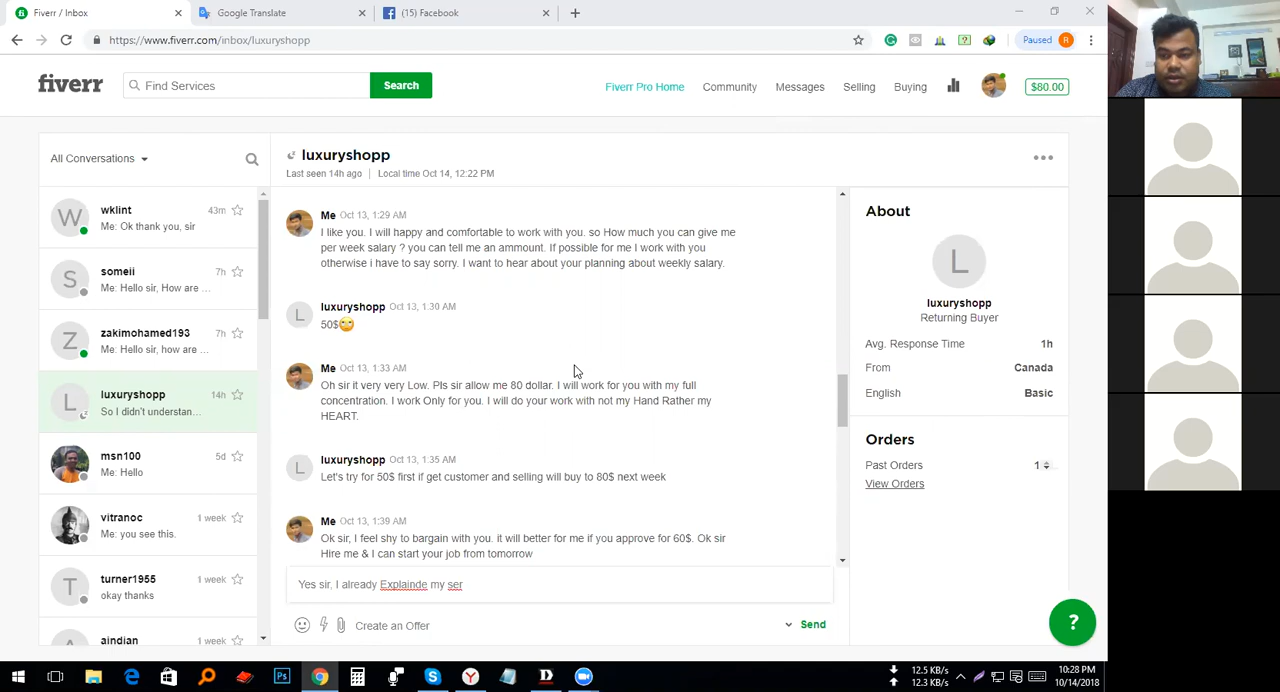 Fiverr / Inbox
Google Translate
(15) Facebook
https://www.fiverr.com/inbox/luxuryshopp
Paused
R
fiverr
Find Services
Search
Fiverr Pro Home
Community
Messages
Selling
Buying
$80.00
All Conversations
luxuryshopp
Last seen 14h ago
Local time Oct 14, 12:22 PM
W
wklint
43m
Me: Ok thank you, sir
S
someii
7h
Me: Hello sir, How are ...
Z
zakimohamed193
7h
Me: Hello sir, how are ...
L
luxuryshopp
14h
So I didn't understan...
msn100
5d
Me: Hello
vitranoc
1 week
Me: you see this.
T
turner1955
1 week
okay thanks
aindian
1 week
Me Oct 13, 1:29 AM
I like you. I will happy and comfortable to work with you. so How much you can give me
per week salary ? you can tell me an ammount. If possible for me I work with you
otherwise i have to say sorry. I want to hear about your planning about weekly salary.
L
luxuryshopp Oct 13, 1:30 AM
50$🙄
Me Oct 13, 1:33 AM
Oh sir it very very Low. Pls sir allow me 80 dollar. I will work for you with my full
concentration. I work Only for you. I will do your work with not my Hand Rather my
HEART.
L
luxuryshopp Oct 13, 1:35 AM
Let's try for 50$ first if get customer and selling will buy to 80$ next week
Me Oct 13, 1:39 AM
Ok sir, I feel shy to bargain with you. it will better for me if you approve for 60$. Ok sir
Hire me & I can start your job from tomorrow
Yes sir, I already Explainde my ser
Create an Offer
Send
About
L
luxuryshopp
Returning Buyer
Avg. Response Time
1h
From
Canada
English
Basic
Orders
Past Orders
1
View Orders
?
12.5 KB/s
12.3 KB/s
10:28 PM
10/14/2018